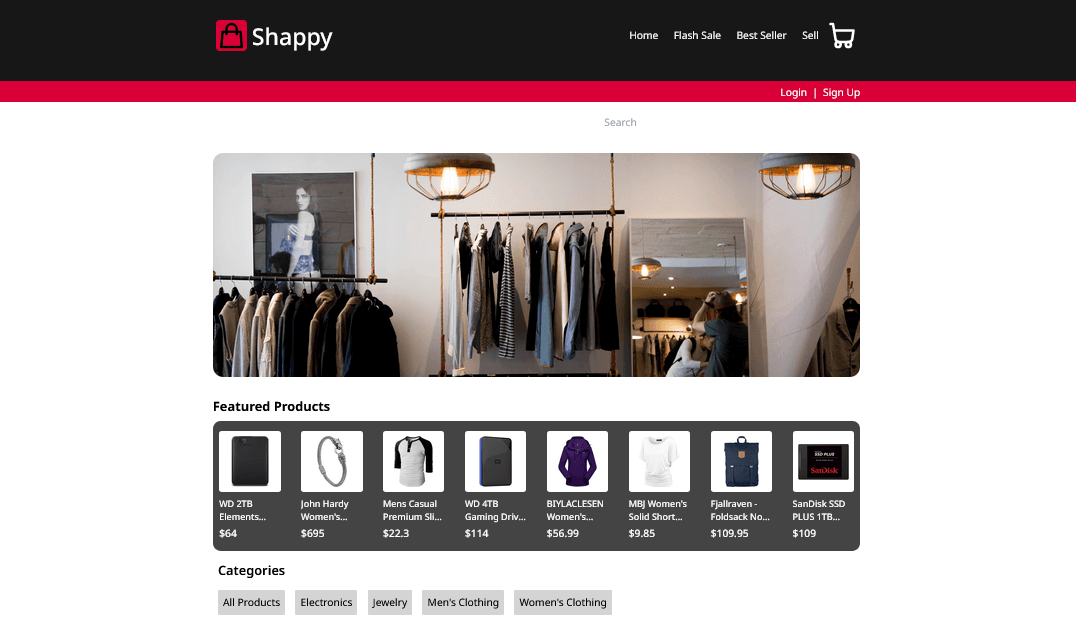 Shappy
Home Flash Sale Best Seller Sell
Login | Sign Up
Search
Featured Products
WD 2TB Elements...
$64
John Hardy Women's...
$695
Mens Casual Premium Sli...
$22.3
WD 4TB Gaming Driv...
$114
BIYLACLESEN Women's...
$56.99
MBJ Women's Solid Short...
$9.85
Fjallraven - Foldsack No...
$109.95
SSD PLUS
SanDisk
SanDisk SSD PLUS 1TB...
$109
Categories
All Products Electronics Jewelry Men's Clothing Women's Clothing